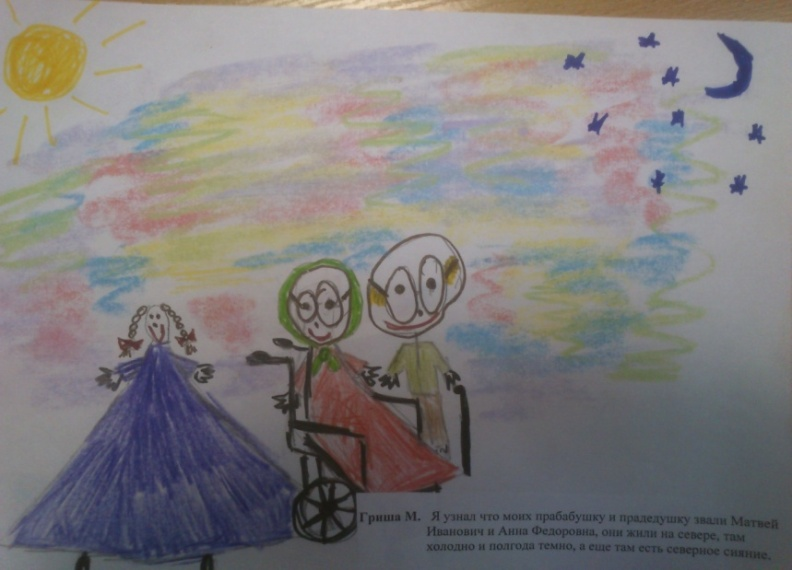 Гриша М. Я узнал что моих прабабушку и прадедушку звали Матвей
Иванович и Анна Федоровна, они жили на севере, там
холодно и полгода темно, а еще там есть северное сияние.